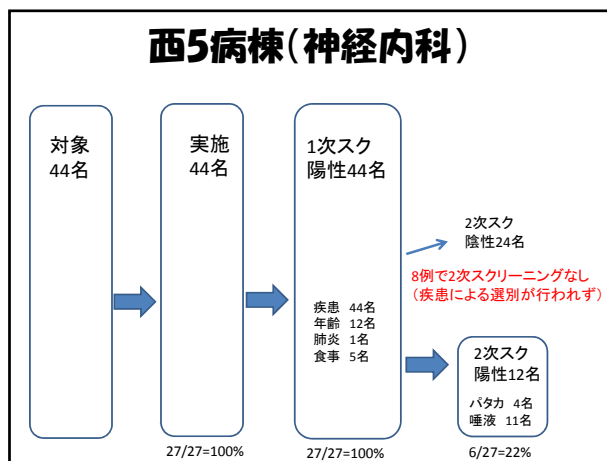 西5病棟(神経内科)
対象
44名
実施
44名
1次スク
陽性44名
疾患 44名
年齢 12名
肺炎 1名
食事 5名
2次スク
陰性24名
8例で2次スクリーニングなし
(疾患による選別が行われず)
2次スク
陽性12名
パタカ 4名
唾液 11名
27/27=100%
27/27=100%
6/27=22%